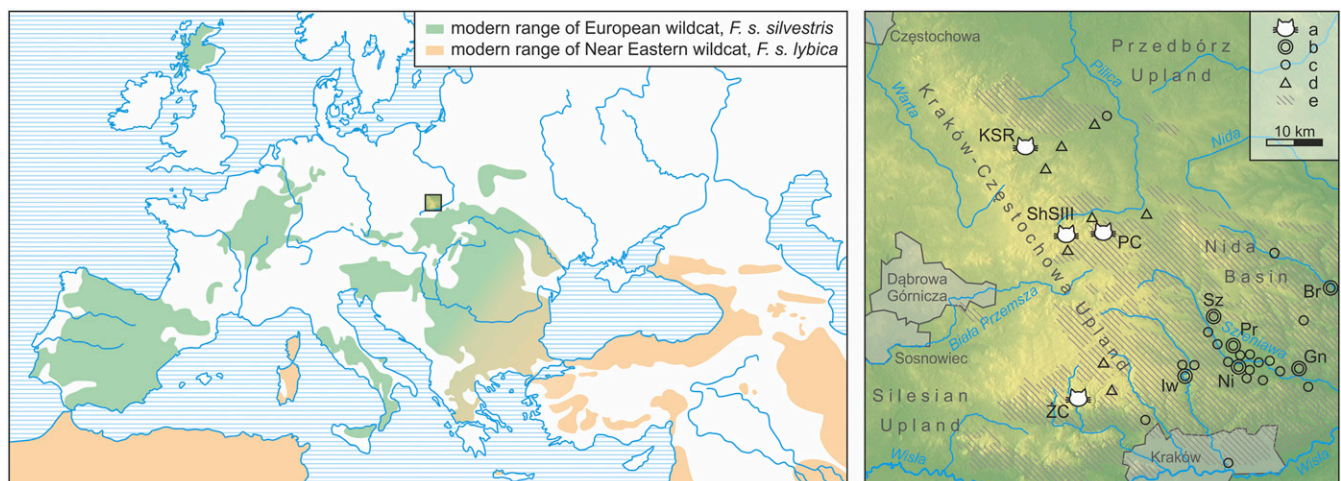 modern range of European wildcat, F. s. silvestris
modern range of Near Eastern wildcat, F. s. lybica
Częstochowa
Przedbórz
Upland
a
b
c
d
e
10 km
Pilica
Warta
Kraków-Częstochowa Upland
KSR
Nida
ShSIII
PC
Nida
Basin
Dąbrowa
Górnicza
Biała Przemsza
Sosnowiec
Br
Sz
Szreniawa
Pr
Gn
Ni
Iw
Silesian
Upland
ŻC
Kraków
Wisła
Wisła